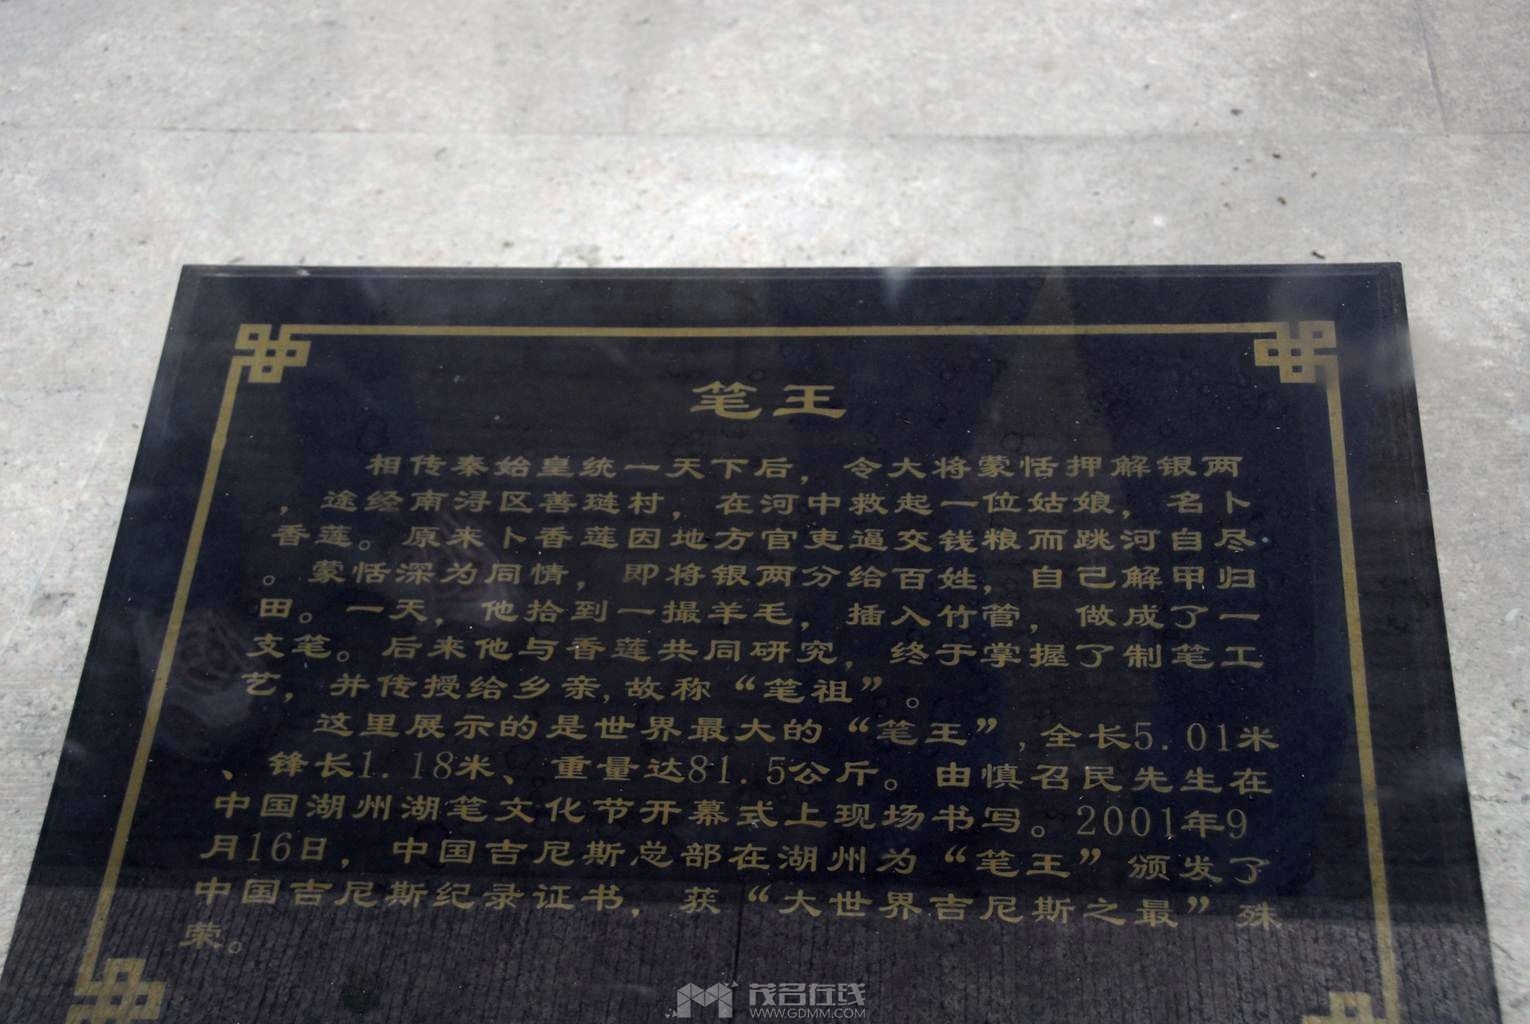 笔王
相传秦始皇统一天下后，令大将蒙恬押解银两
，途经南浔区善琏村，在河中救起一位姑娘，名卜
香莲。原来卜香莲因地方官吏逼交钱粮而跳河自尽
。蒙恬深为同情，即将银两分给百姓，自己解甲归
田。一天，他拾到一撮羊毛，插入竹管，做成了一
支笔。后来他与香莲共同研究，终于掌握了制笔工
艺，并传授给乡亲，故称“笔祖”。
这里展示的是世界最大的“笔王”，全长5.01米
、锋长1.18米、重量达81.5公斤。由慎召民先生在
中国湖州湖笔文化节开幕式上现场书写。2001年9
月16日，中国吉尼斯总部在湖州为“笔王”颁发了
中国吉尼斯纪录证书，获“大世界吉尼斯之最”殊
荣。
茂名在线
WWW.GDMM.COM